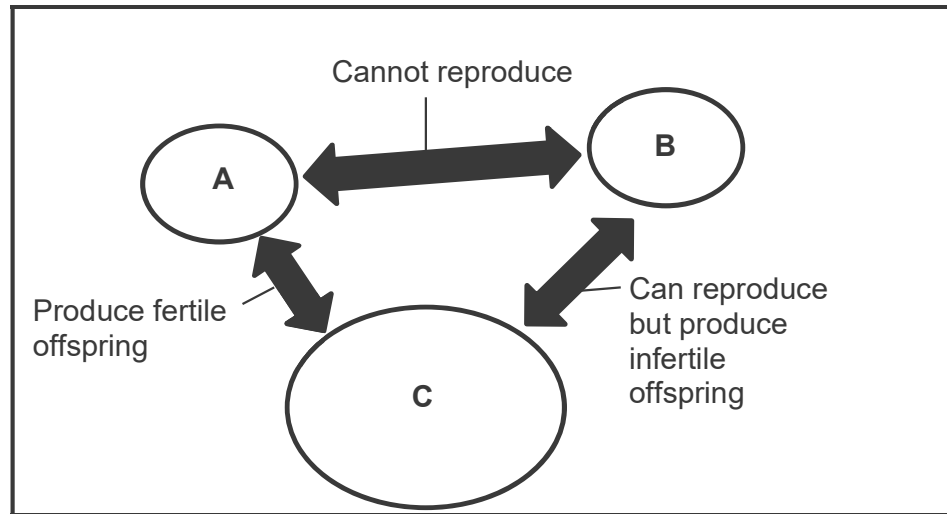 Cannot reproduce
A
B
Produce fertile
offspring
Can reproduce
but produce
infertile
offspring
C